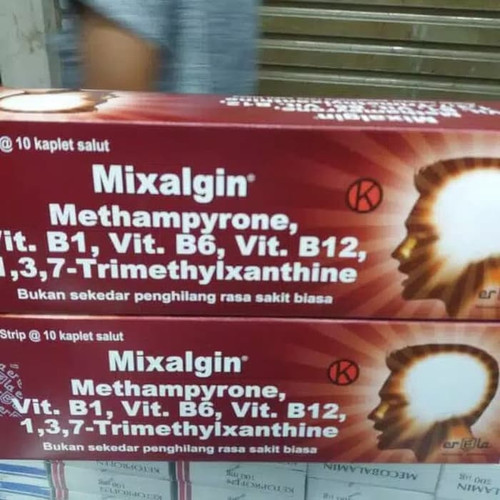 @ 10 kaplet salut
Mixalgin®
K
Methampyrone,
Vit. B1, Vit. B6, Vit. B12,
1,3,7-Trimethylxanthine
Bukan sekedar penghilang rasa sakit biasa
Strip @ 10 kaplet salut
Mixalgin®
K
Methampyrone,
Vit. B1, Vit. B6, Vit. B12,
1,3,7-Trimethylxanthine
Bukan sekedar penghilang rasa sakit biasa
erela
KETOPROFEN
MECOBALAMIN